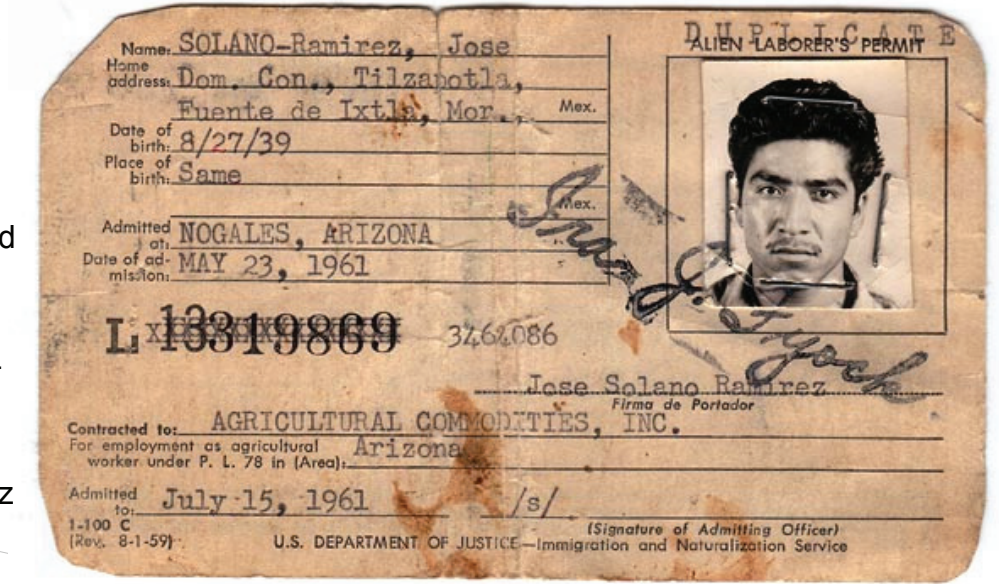 DUPLICATE
ALIEN LABORER'S PERMIT
Name: SOLANO-Ramirez, Jose
Home address: Dom. Con., Tilzapotla,
Fuente de Ixtla, Mor., Mex.
Date of birth: 8/27/39
Place of birth: Same
Mex.
Admitted at: NOGALES, ARIZONA
Date of admission: MAY 23, 1961
L 13319869 3464086
Jose Solano Ramirez
Firma de Portador
Contracted to: AGRICULTURAL COMMODITIES, INC.
For employment as agricultural worker under P. L. 78 in (Area): Arizona
Admitted to: July 15, 1961 /s/
(Signature of Admitting Officer)
1-100 C
(Rev. 8-1-59)
U.S. DEPARTMENT OF JUSTICE—Immigration and Naturalization Service
d
z